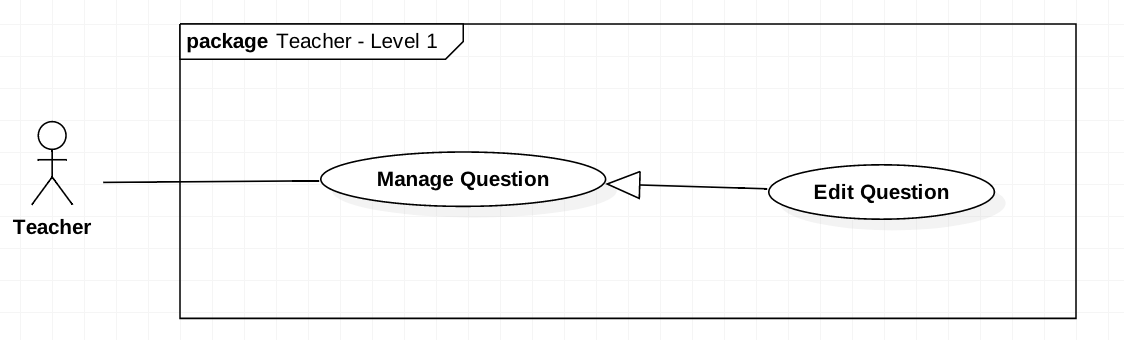 package Teacher - Level 1
Manage Question
Edit Question
Teacher